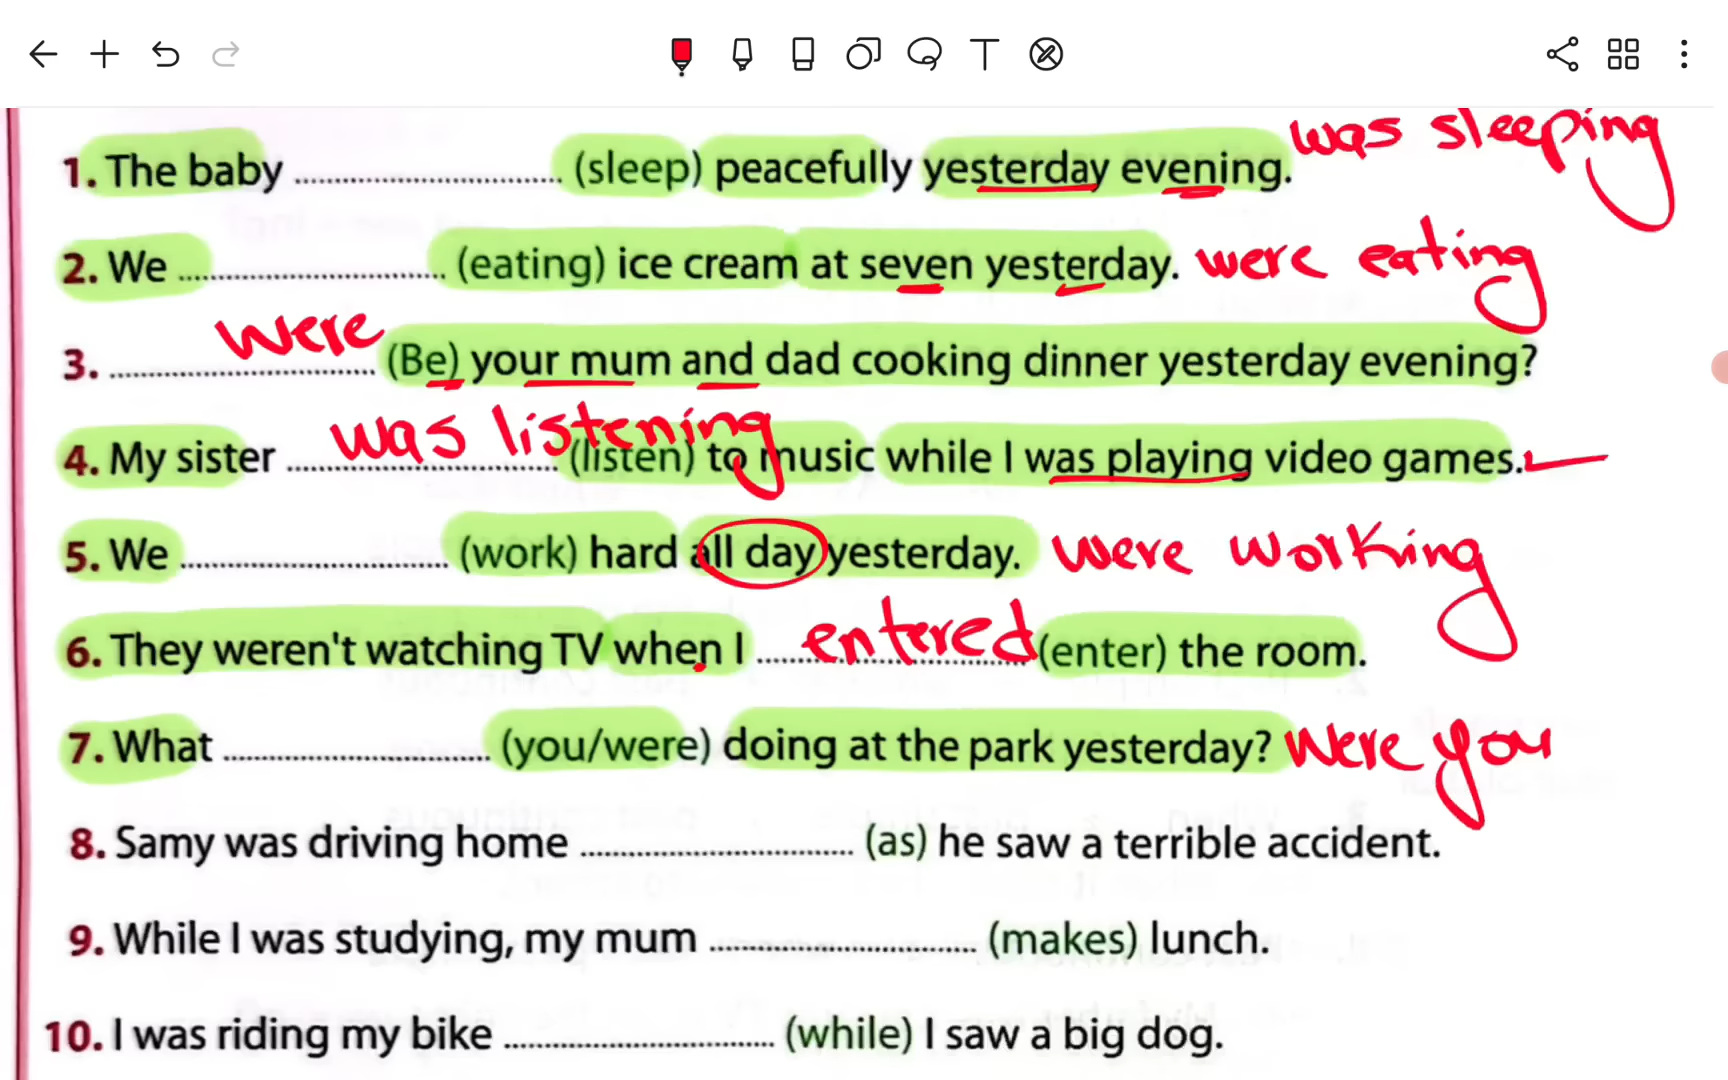 1. The baby .............................. (sleep) peacefully yesterday evening. was sleeping
2. We .............................. (eating) ice cream at seven yesterday. were eating
3. .............................. were (Be) your mum and dad cooking dinner yesterday evening?
4. My sister .............................. was listening (listen) to music while I was playing video games.
5. We .............................. (work) hard all day yesterday. were working
6. They weren't watching TV when I .............................. entered (enter) the room.
7. What .............................. (you/were) doing at the park yesterday? were you
8. Samy was driving home .............................. (as) he saw a terrible accident.
9. While I was studying, my mum .............................. (makes) lunch.
10. I was riding my bike .............................. (while) I saw a big dog.